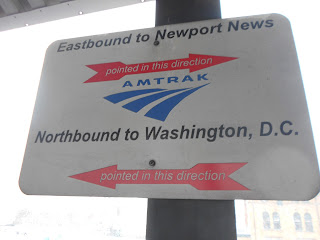 Eastbound to Newport News
pointed in this direction
AMTRAK
Northbound to Washington, D.C.
pointed in this direction